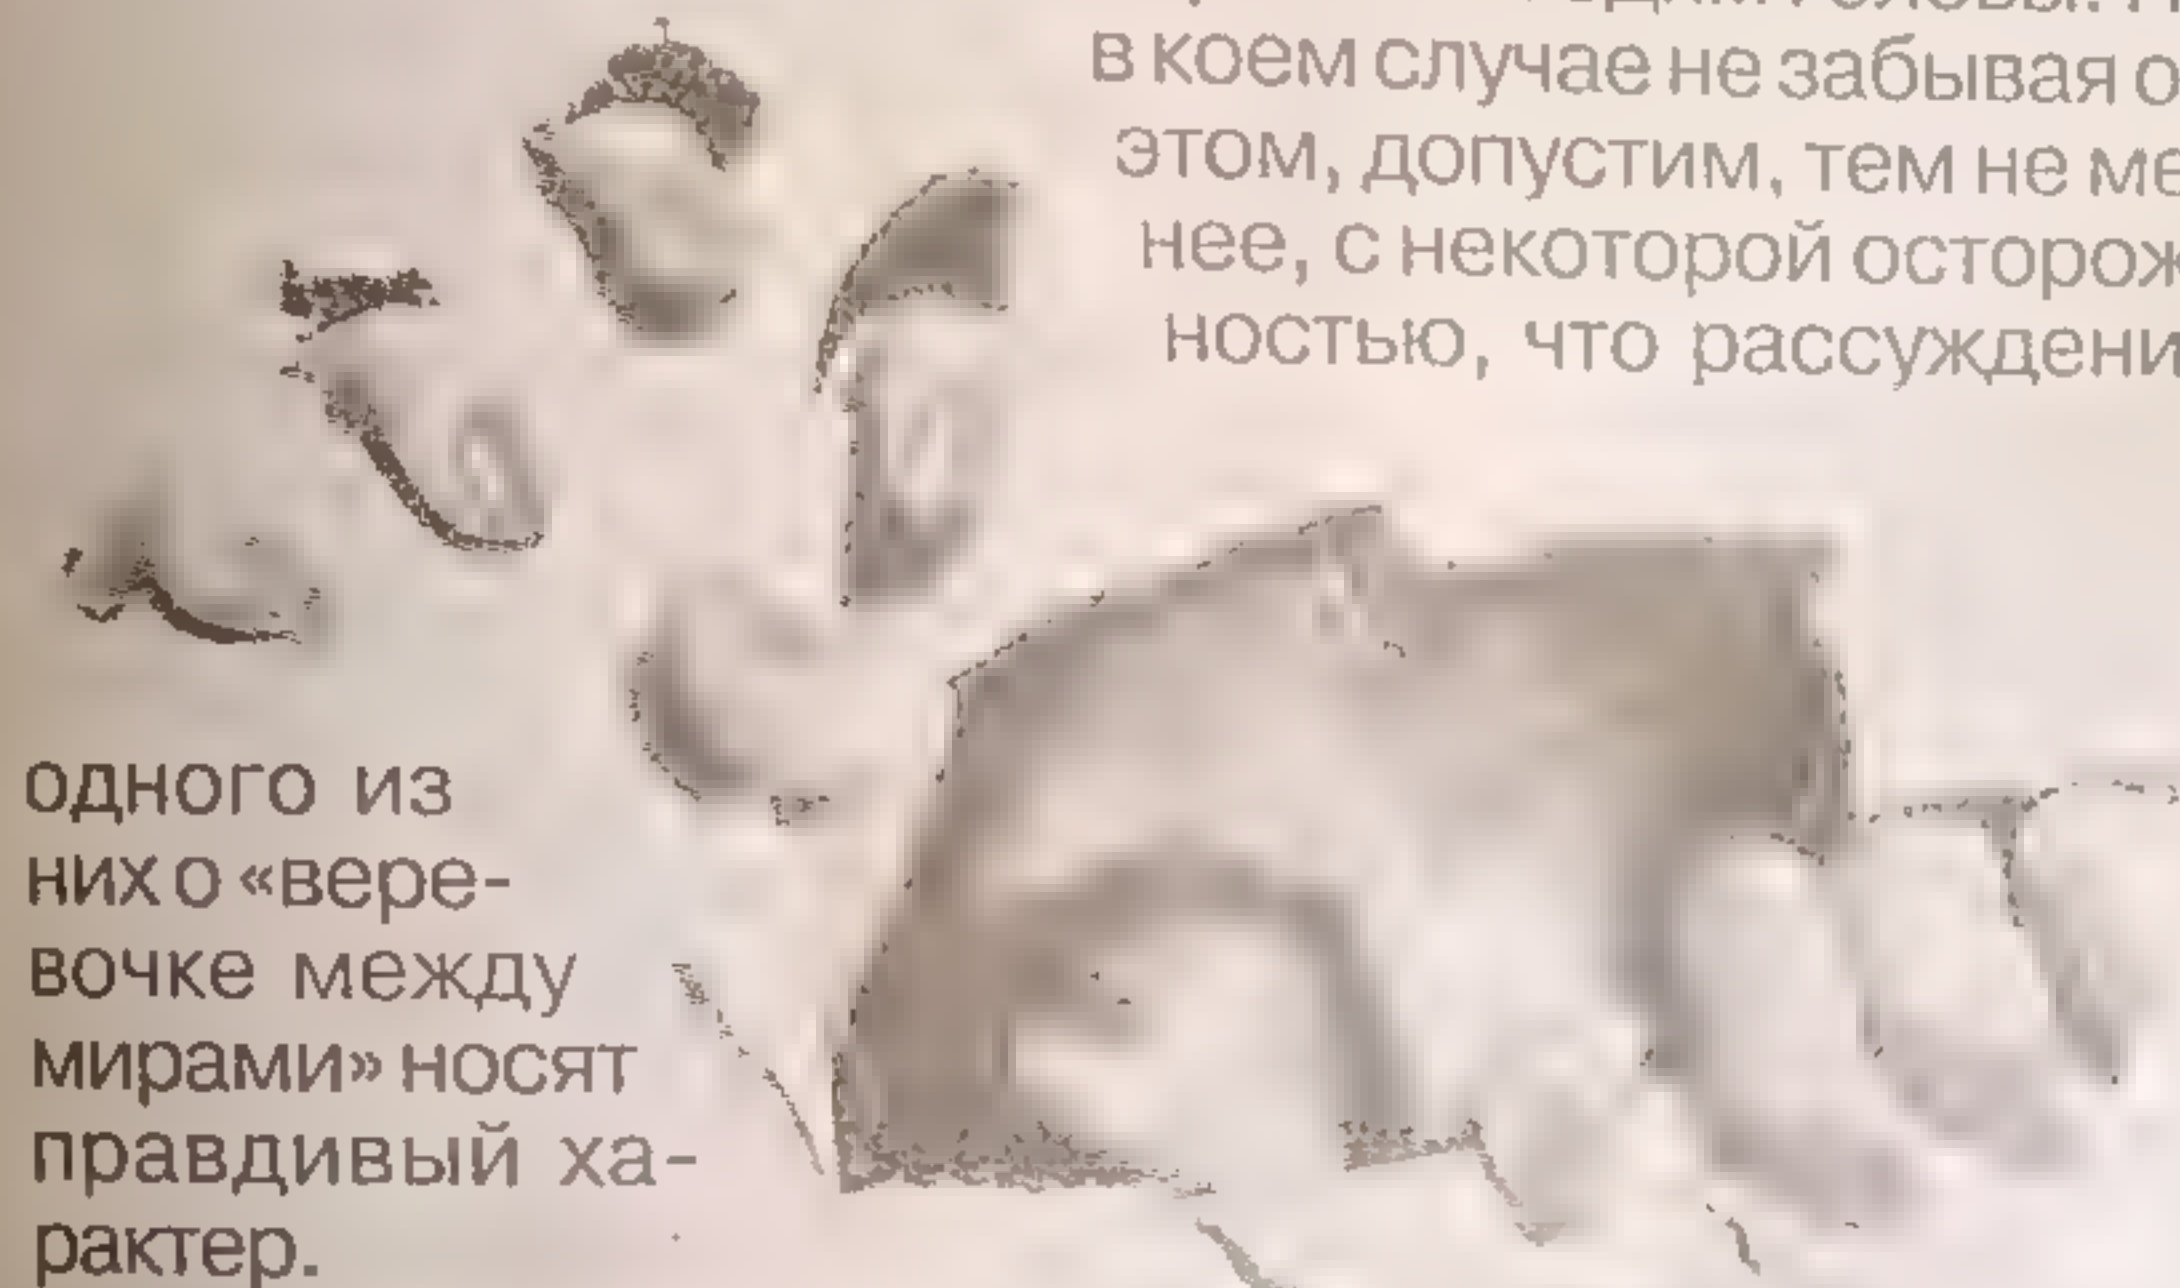 в коем случае не забывая о
этом, допустим, тем не ме
нее, с некоторой осторож
ностью, что рассуждени
одного из
них о «вере-
вочке между
мирами» носят
правдивый ха-
рактер.